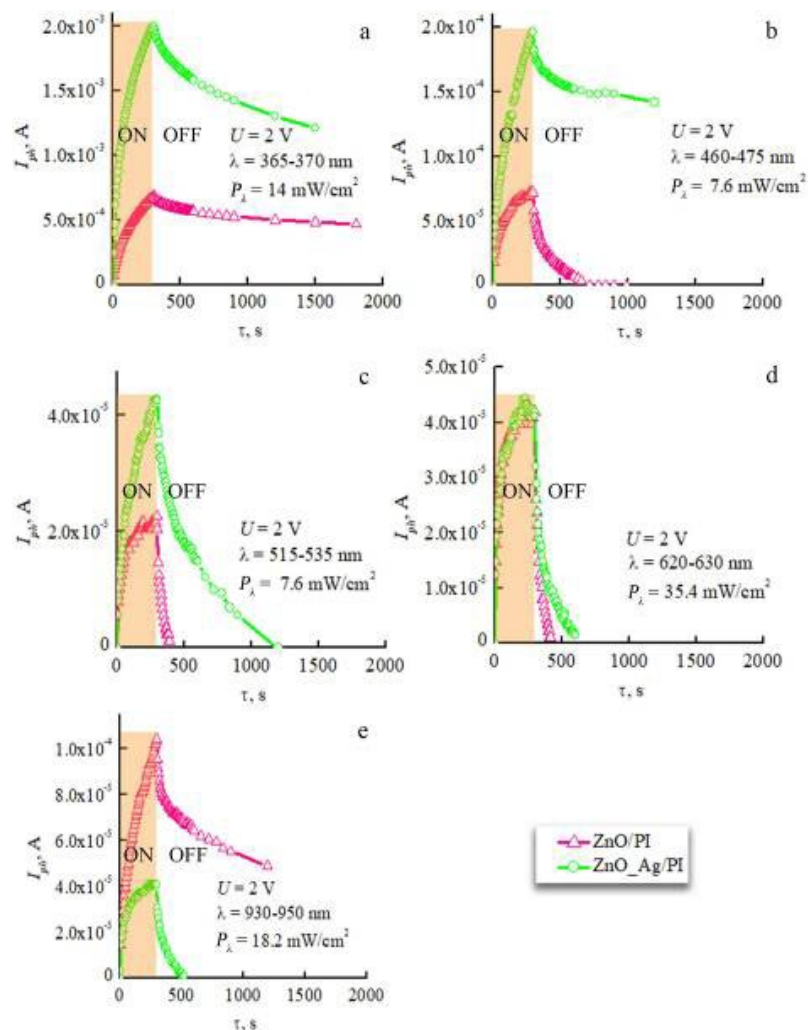 a
2.0x10⁻³
1.5x10⁻³
1.0x10⁻³
5.0x10⁻⁴
0
I_ph, A
ON OFF
U = 2 V
λ = 365-370 nm
P_λ = 14 mW/cm²
0 500 1000 1500 2000
τ, s
b
2.0x10⁻⁴
1.5x10⁻⁴
1.0x10⁻⁴
5.0x10⁻⁵
0
I_ph, A
ON OFF
U = 2 V
λ = 460-475 nm
P_λ = 7.6 mW/cm²
0 500 1000 1500 2000
τ, s
c
4.0x10⁻⁵
2.0x10⁻⁵
0
I_ph, A
ON OFF
U = 2 V
λ = 515-535 nm
P_λ = 7.6 mW/cm²
0 500 1000 1500 2000
τ, s
d
5.0x10⁻⁵
4.0x10⁻⁵
3.0x10⁻⁵
2.0x10⁻⁵
1.0x10⁻⁵
0
I_ph, A
ON OFF
U = 2 V
λ = 620-630 nm
P_λ = 35.4 mW/cm²
0 500 1000 1500 2000
τ, s
e
1.0x10⁻⁴
8.0x10⁻⁵
6.0x10⁻⁵
4.0x10⁻⁵
2.0x10⁻⁵
0
I_ph, A
ON OFF
U = 2 V
λ = 930-950 nm
P_λ = 18.2 mW/cm²
0 500 1000 1500 2000
τ, s
ZnO/PI
ZnO_Ag/PI